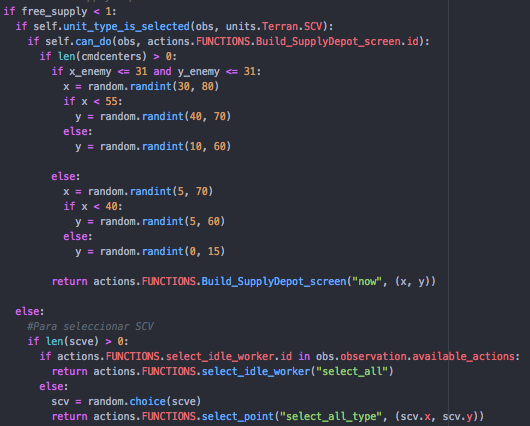 if free_supply < 1:
  if self.unit_type_is_selected(obs, units.Terran.SCV):
    if self.can_do(obs, actions.FUNCTIONS.Build_SupplyDepot_screen.id):
      if len(cmdcenters) > 0:
        if x_enemy <= 31 and y_enemy <= 31:
          x = random.randint(30, 80)
          if x < 55:
            y = random.randint(40, 70)
          else:
            y = random.randint(10, 60)

        else:
          x = random.randint(5, 70)
          if x < 40:
            y = random.randint(5, 60)
          else:
            y = random.randint(0, 15)

        return actions.FUNCTIONS.Build_SupplyDepot_screen("now", (x, y))

  else:
    #Para seleccionar SCV
    if len(scve) > 0:
      if actions.FUNCTIONS.select_idle_worker.id in obs.observation.available_actions:
        return actions.FUNCTIONS.select_idle_worker("select_all")
      else:
        scv = random.choice(scve)
        return actions.FUNCTIONS.select_point("select_all_type", (scv.x, scv.y))